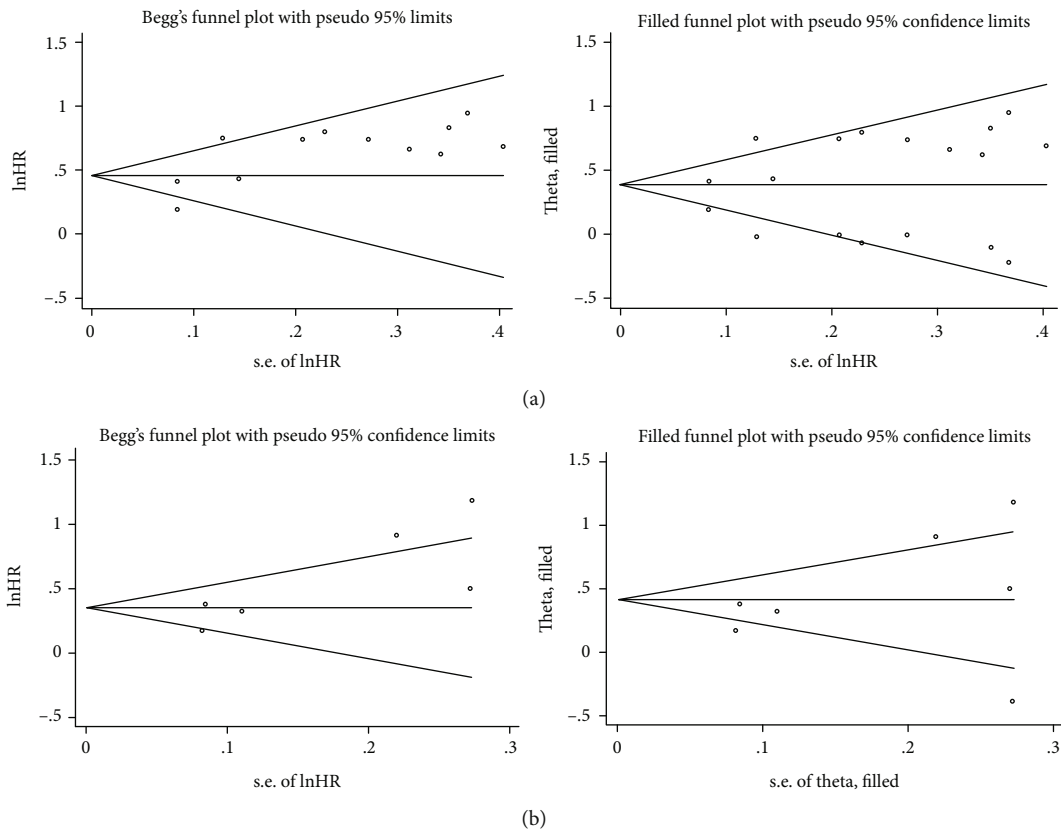 Begg's funnel plot with pseudo 95% limits
1.5
1
.5
0
–.5
lnHR
0
.1
.2
.3
.4
s.e. of lnHR
Filled funnel plot with pseudo 95% confidence limits
1.5
1
.5
0
–.5
Theta, filled
0
.1
.2
.3
.4
s.e. of lnHR
(a)
Begg's funnel plot with pseudo 95% confidence limits
1.5
1
.5
0
–.5
lnHR
0
.1
.2
.3
s.e. of lnHR
Filled funnel plot with pseudo 95% confidence limits
1.5
1
.5
0
–.5
Theta, filled
0
.1
.2
.3
s.e. of theta, filled
(b)